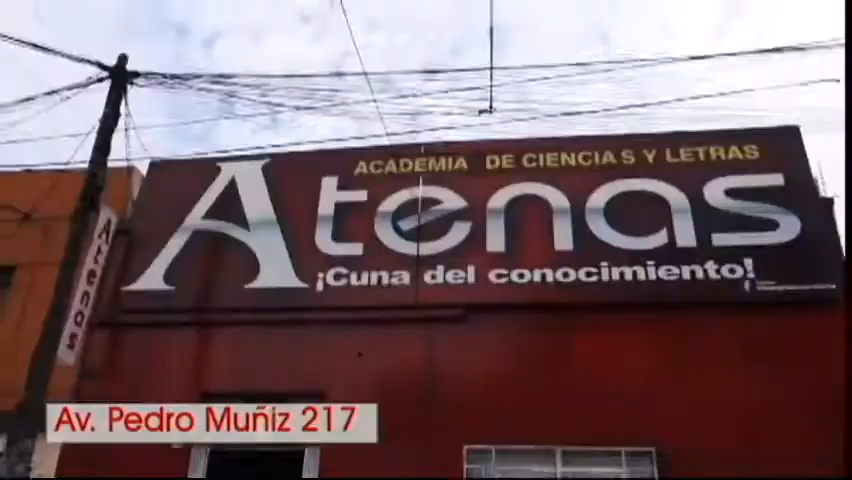 ACADEMIA DE CIENCIAS Y LETRAS
Atenas
¡Cuna del conocimiento!
Atenas
Av. Pedro Muñiz 217